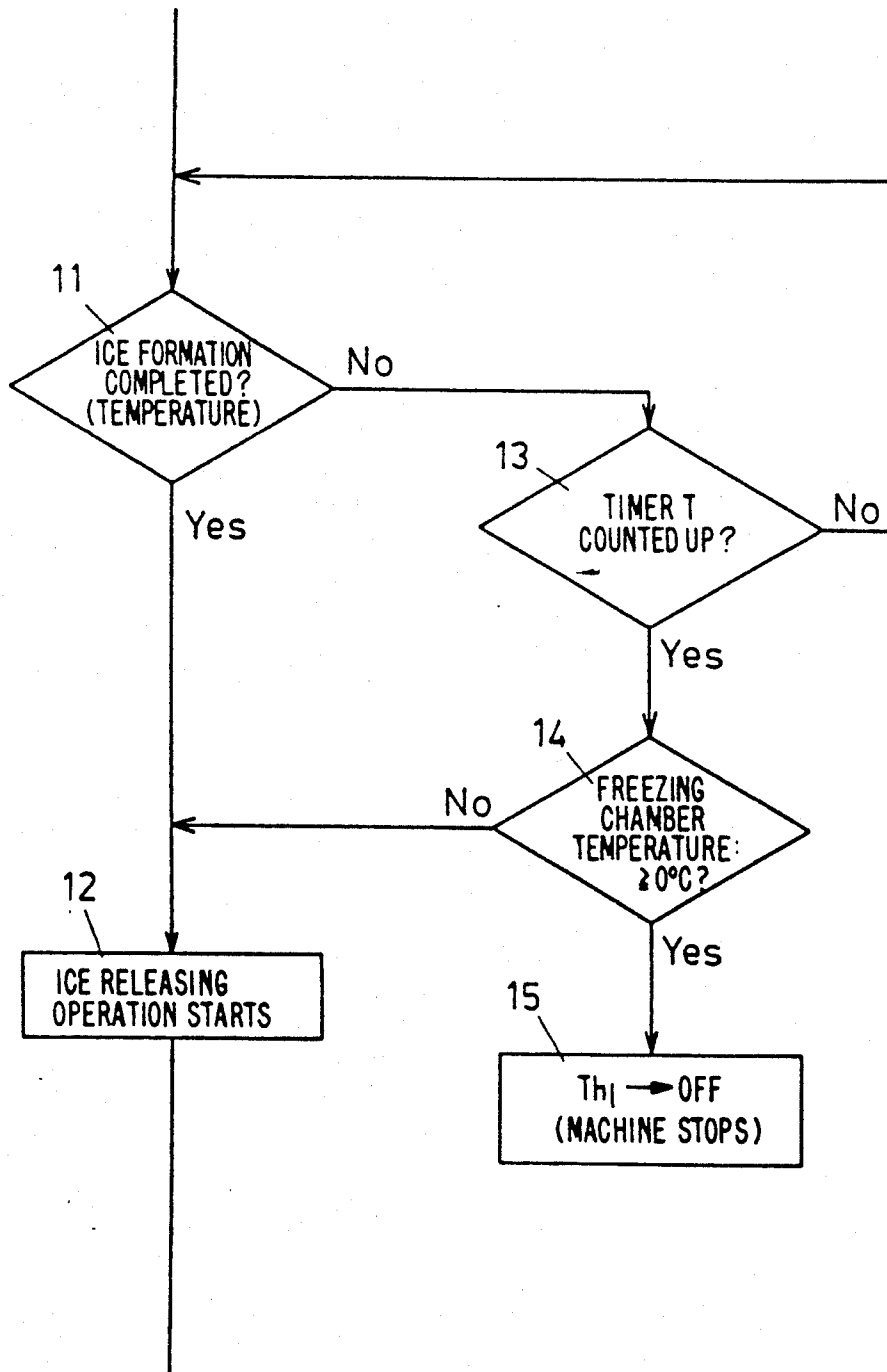 11
ICE FORMATION
COMPLETED?
(TEMPERATURE)
No
Yes
13
TIMER T
COUNTED UP?
No
Yes
14
FREEZING
CHAMBER
TEMPERATURE:
≧0°C?
No
Yes
12
ICE RELEASING
OPERATION STARTS
15
Th₁ → OFF
(MACHINE STOPS)